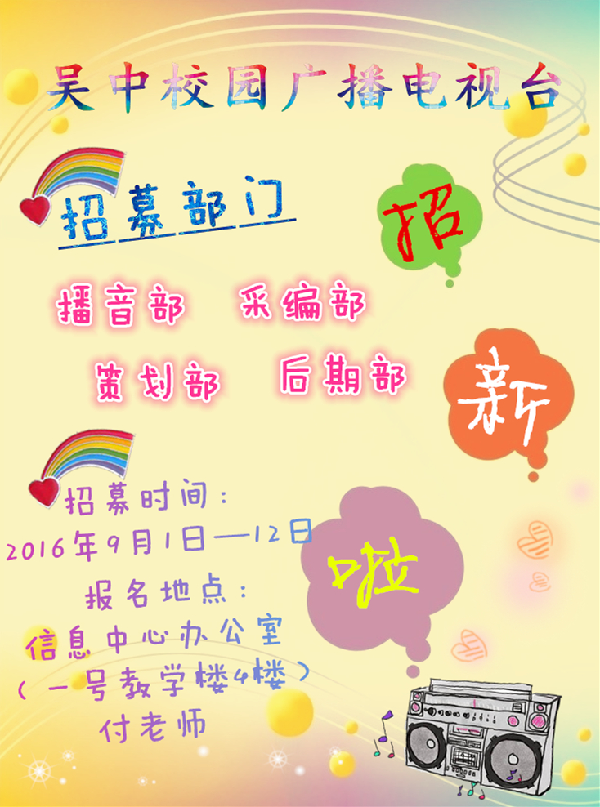 吴中校园广播电视台
招募部门
招
播音部 采编部
策划部 后期部
新
招募时间：
2016年9月1日—12日
啦
报名地点：
信息中心办公室
（一号教学楼4楼）
付老师